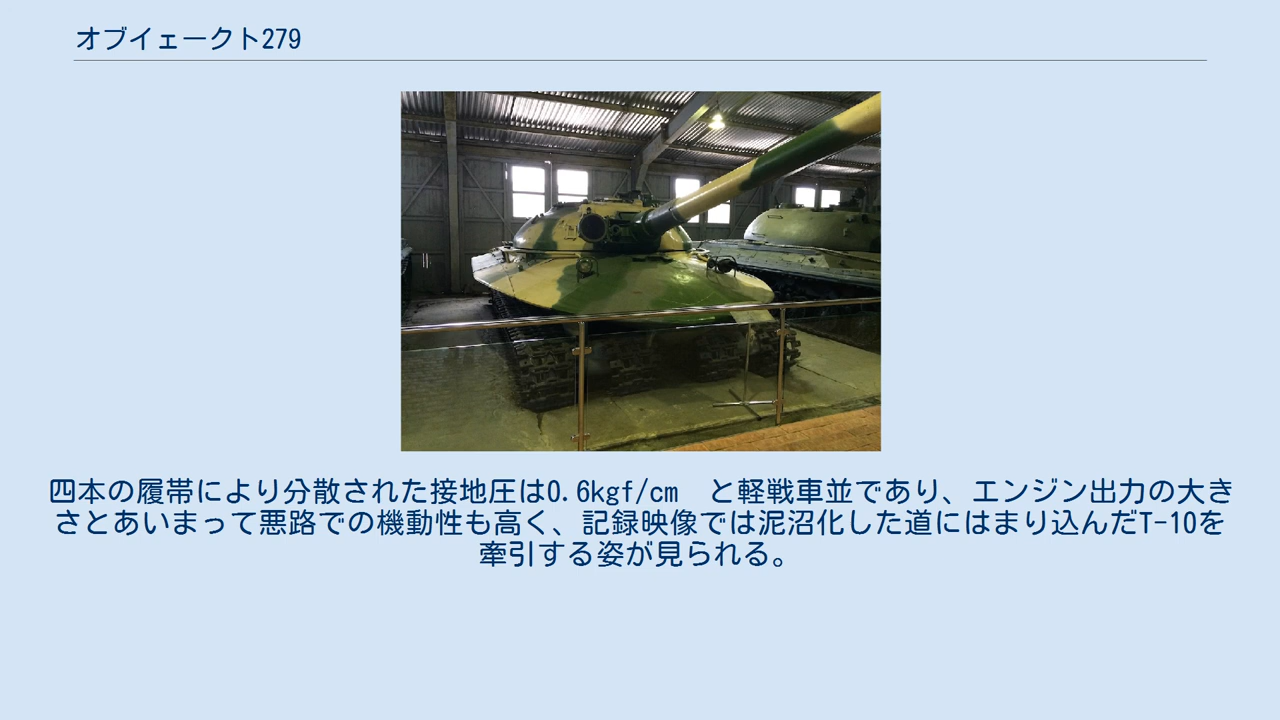 オブイェークト279
四本の履帯により分散された接地圧は0.6kgf/cm　と軽戦車並であり、エンジン出力の大き
さとあいまって悪路での機動性も高く、記録映像では泥沼化した道にはまり込んだT-10を
牽引する姿が見られる。